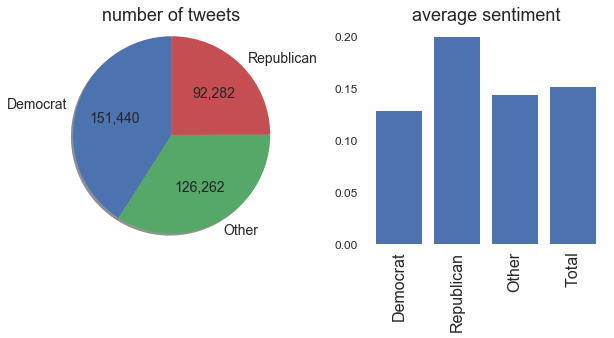 number of tweets
Republican
Democrat
92,282
151,440
126,262
Other
average sentiment
0.20
0.15
0.10
0.05
0.00
Democrat
Republican
Other
Total